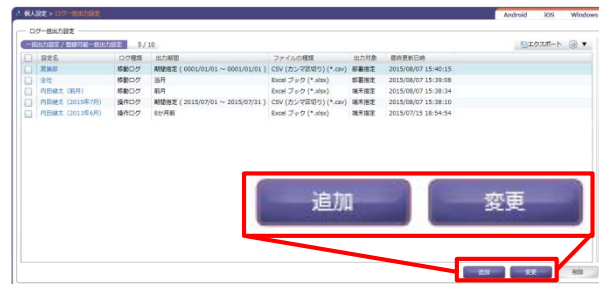 個人設定 > ログ一括出力設定
Android iOS Windows
ログ一括出力設定
一括出力設定 / 登録可能一括出力設定 5 / 10
エクスポート
設定名 ログ種類 出力期間 ファイルの種類 出力対象 最終更新日時
営業部 移動ログ 期間指定 ( 0001/01/01 ～ 0001/01/01 ) CSV (カンマ区切り) (*.csv) 部署指定 2015/08/07 15:40:15
全社 移動ログ 当月 Excel ブック (*.xlsx) 部署指定 2015/08/07 15:39:08
内田健太 (前月) 移動ログ 前月 Excel ブック (*.xlsx) 端末指定 2015/08/07 15:38:34
内田健太 (2015年7月) 操作ログ 期間指定 ( 2015/07/01 ～ 2015/07/31 ) CSV (カンマ区切り) (*.csv) 端末指定 2015/08/07 15:38:10
内田健太 (2013年6月) 操作ログ 6か月前 Excel ブック (*.xlsx) 端末指定 2015/07/15 18:54:54
追加 変更
追加 変更 削除